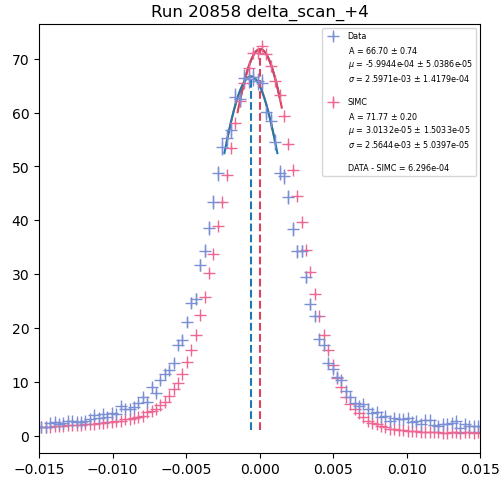 Run 20858 delta_scan_+4
Data
A = 66.70 ± 0.74
μ = -5.9944e-04 ± 5.0386e-05
σ = 2.5971e-03 ± 1.4179e-04
SIMC
A = 71.77 ± 0.20
μ = 3.0132e-05 ± 1.5033e-05
σ = 2.5644e-03 ± 5.0397e-05
DATA - SIMC = 6.296e-04
70
60
50
40
30
20
10
0
−0.015 −0.010 −0.005 0.000 0.005 0.010 0.015